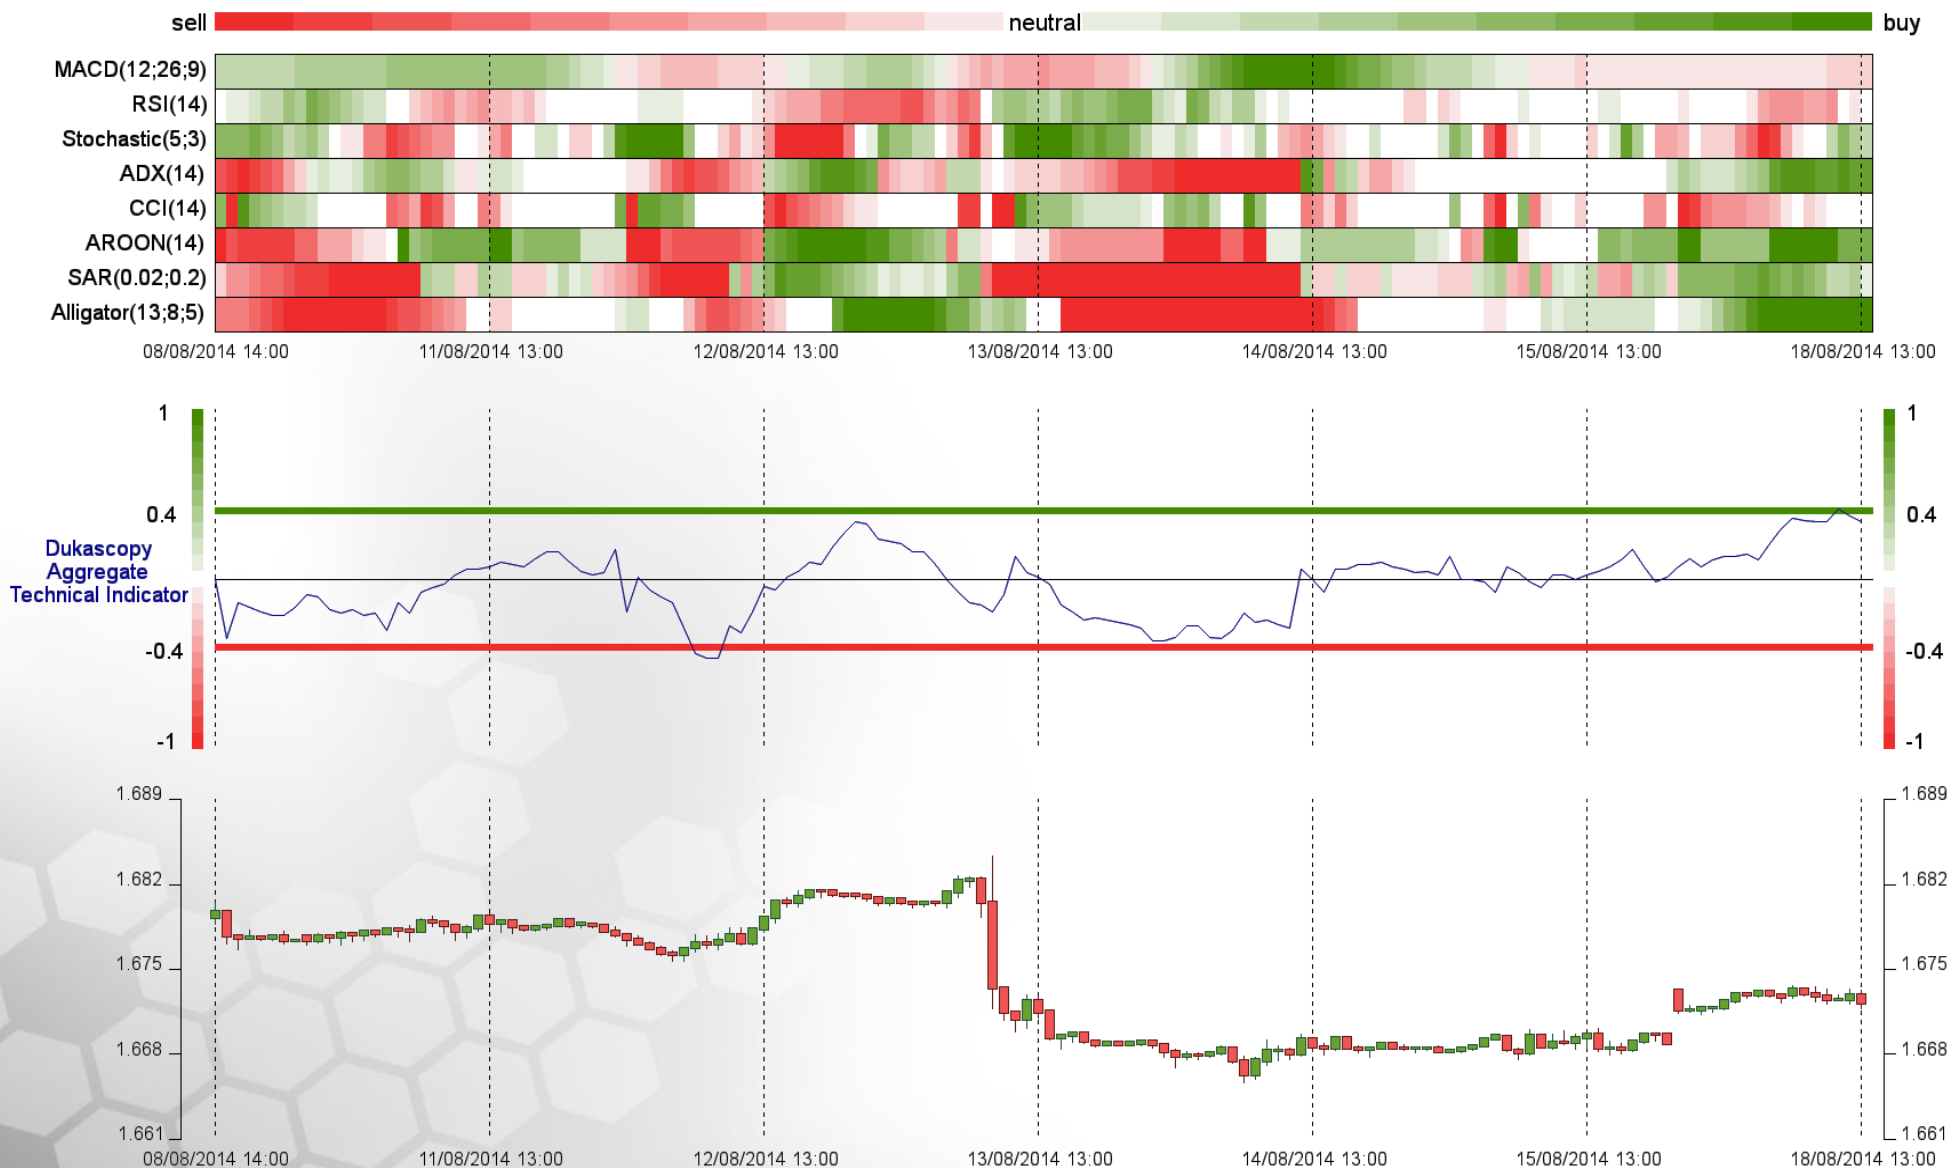 sell neutral buy
MACD(12;26;9)
RSI(14)
Stochastic(5;3)
ADX(14)
CCI(14)
AROON(14)
SAR(0.02;0.2)
Alligator(13;8;5)
08/08/2014 14:00 11/08/2014 13:00 12/08/2014 13:00 13/08/2014 13:00 14/08/2014 13:00 15/08/2014 13:00 18/08/2014 13:00
1 1
0.4 0.4
Dukascopy
Aggregate
Technical Indicator
-0.4 -0.4
-1 -1
1.689 1.689
1.682 1.682
1.675 1.675
1.668 1.668
1.661 1.661
08/08/2014 14:00 11/08/2014 13:00 12/08/2014 13:00 13/08/2014 13:00 14/08/2014 13:00 15/08/2014 13:00 18/08/2014 13:00